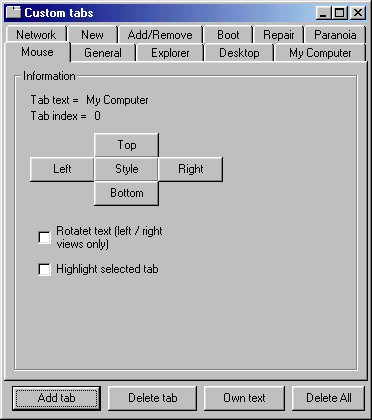 Custom tabs
Network New Add/Remove Boot Repair Paranoia
Mouse General Explorer Desktop My Computer
Information
Tab text = My Computer
Tab index = 0
Top
Left Style Right
Bottom
Rotatet text (left / right
views only)
Highlight selected tab
Add tab Delete tab Own text Delete All